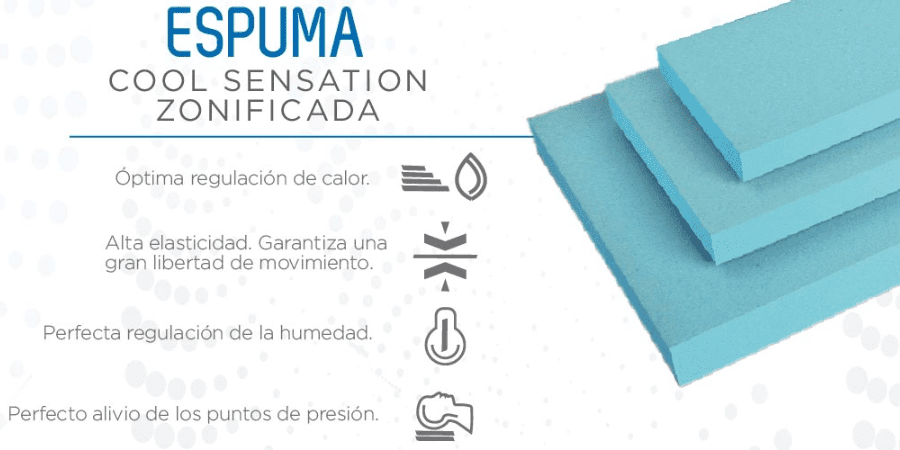 ESPUMA
COOL SENSATION
ZONIFICADA
Óptima regulación de calor.
Alta elasticidad. Garantiza una
gran libertad de movimiento.
Perfecta regulación de la humedad.
Perfecto alivio de los puntos de presión.